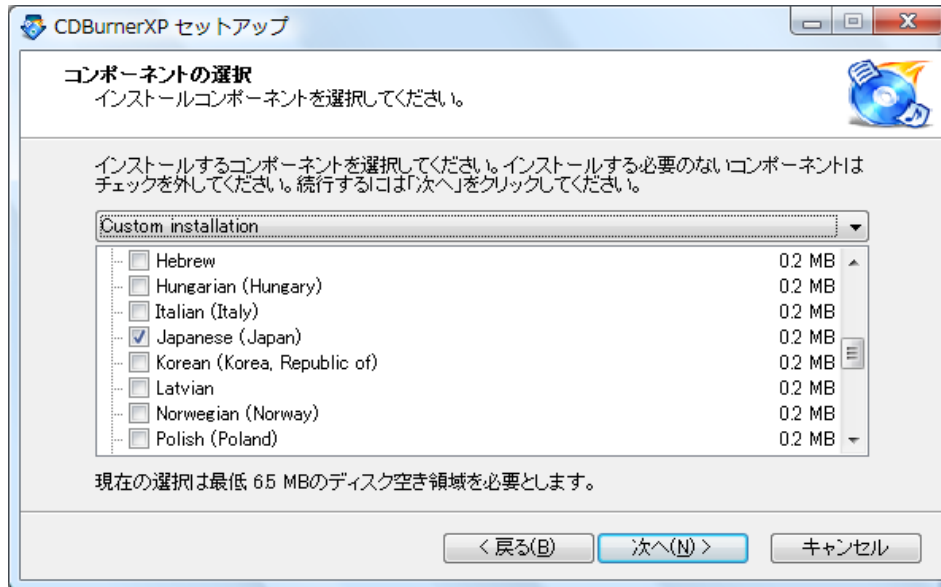 CDBurnerXP セットアップ
コンポーネントの選択
インストールコンポーネントを選択してください。
インストールするコンポーネントを選択してください。インストールする必要のないコンポーネントは
チェックを外してください。続行するには「次へ」をクリックしてください。
Custom installation
Hebrew 0.2 MB
Hungarian (Hungary) 0.2 MB
Italian (Italy) 0.2 MB
Japanese (Japan) 0.2 MB
Korean (Korea, Republic of) 0.2 MB
Latvian 0.2 MB
Norwegian (Norway) 0.2 MB
Polish (Poland) 0.2 MB
現在の選択は最低 6.5 MBのディスク空き領域を必要とします。
< 戻る(B) 次へ(N) > キャンセル